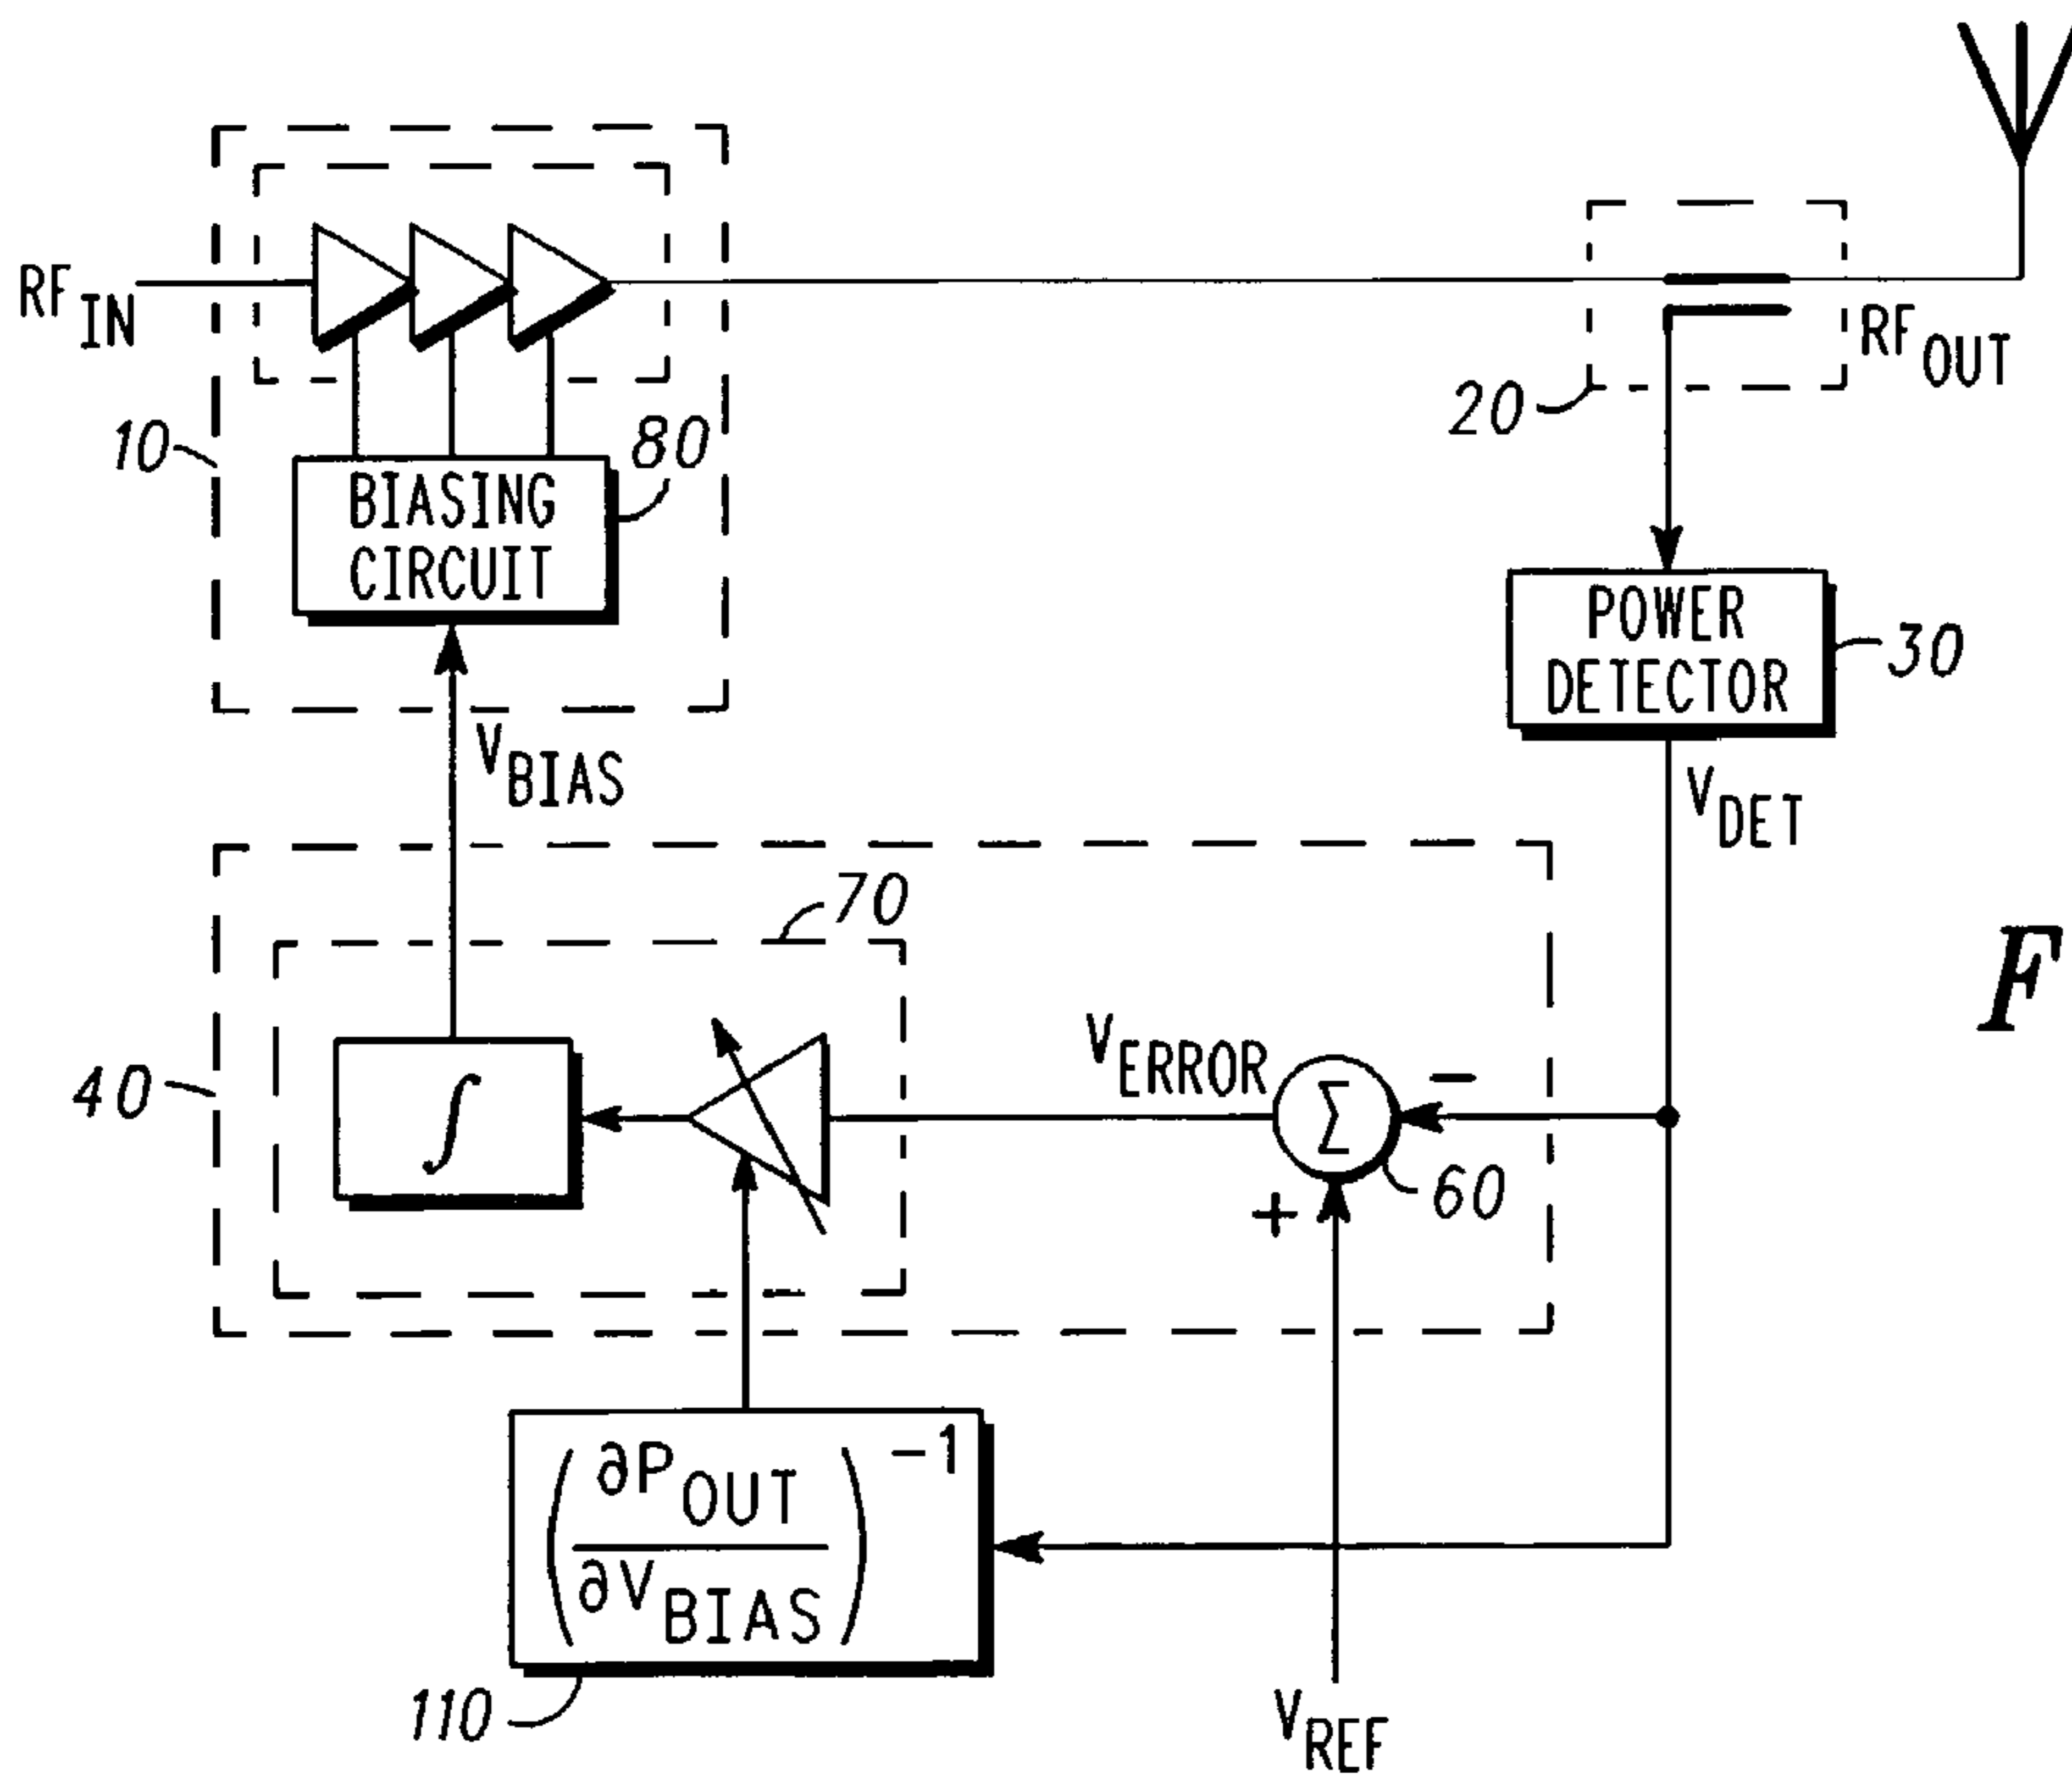 RF IN
10
BIASING
CIRCUIT
80
20
RF OUT
POWER
DETECTOR
30
V BIAS
V DET
70
F
40
∫
V ERROR
Σ
−
+
60
(∂P OUT / ∂V BIAS) −1
110
V REF